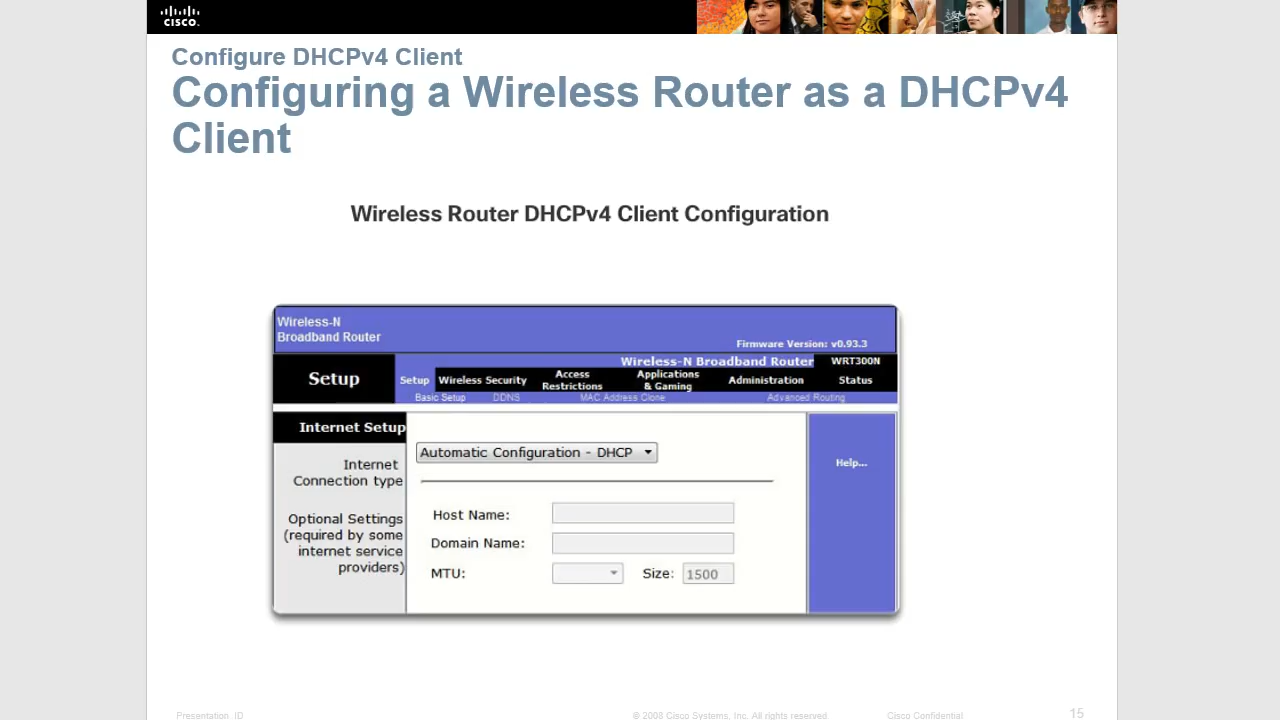 CISCO.
Configure DHCPv4 Client
Configuring a Wireless Router as a DHCPv4
Client
Wireless Router DHCPv4 Client Configuration
Wireless-N
Broadband Router
Firmware Version: v0.93.3
Wireless-N Broadband Router WRT300N
Setup
Setup Wireless Security Access Restrictions Applications & Gaming Administration Status
Basic Setup DDNS MAC Address Clone Advanced Routing
Internet Setup
Internet
Connection type
Automatic Configuration - DHCP
Help...
Optional Settings
(required by some
internet service
providers)
Host Name:
Domain Name:
MTU: Size: 1500
Presentation_ID © 2008 Cisco Systems, Inc. All rights reserved. Cisco Confidential 15